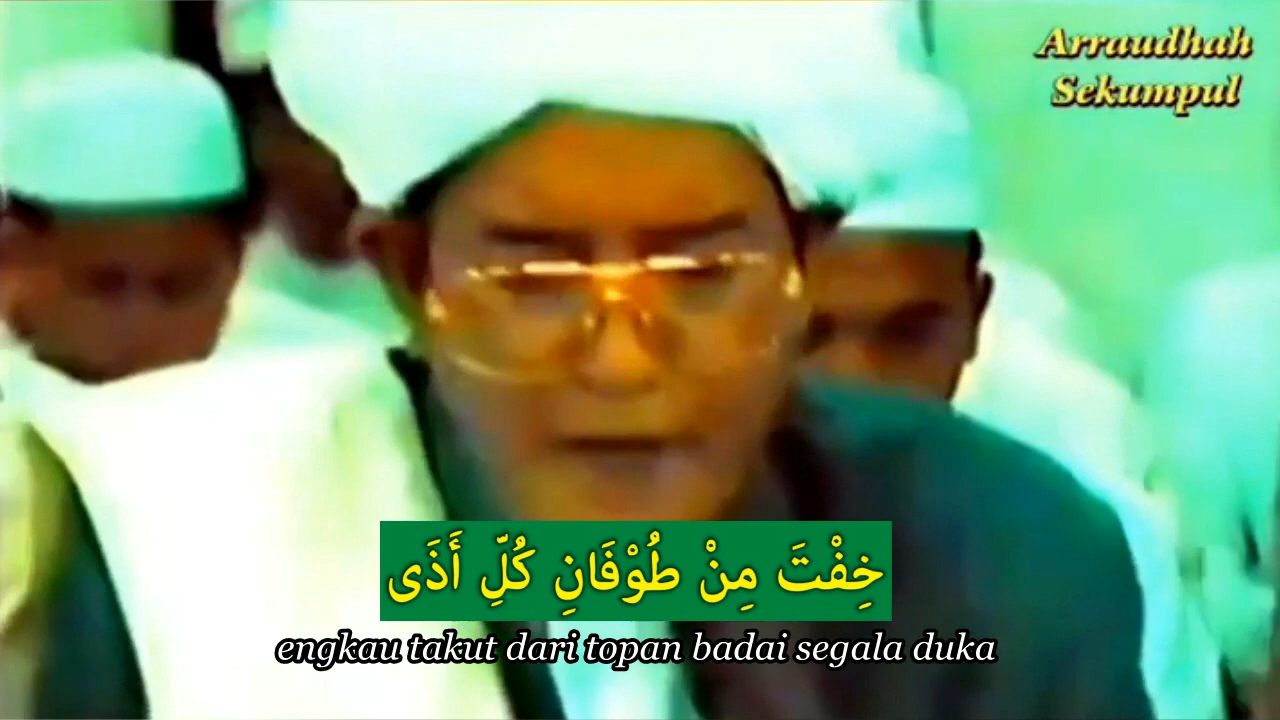 Arraudhah
Sekumpul
خِفْتَ مِنْ طُوْفَانِ كُلِّ أَذَى
engkau takut dari topan badai segala duka